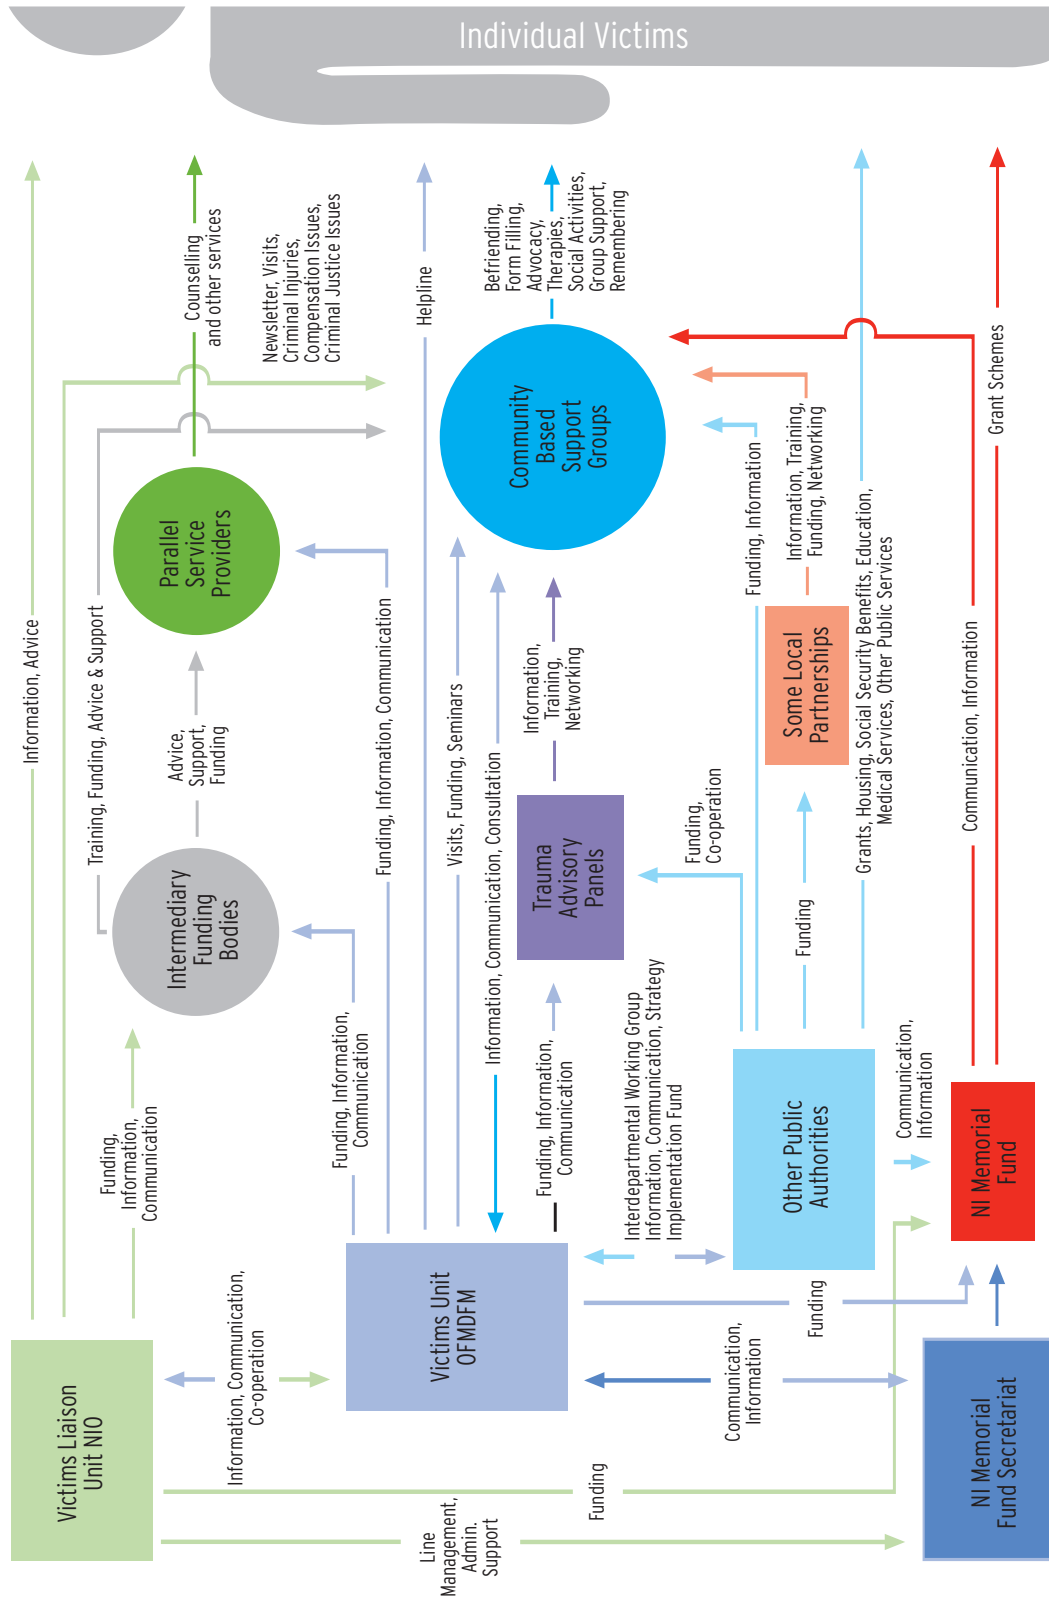 Individual Victims
Information, Advice
Counselling
and other services
Newsletter, Visits,
Criminal Injuries,
Compensation Issues,
Criminal Justice Issues
Training, Funding, Advice & Support
Parallel
Service
Providers
Advice,
Support,
Funding
Intermediary
Funding
Bodies
Funding,
Information,
Communication
Victims Liaison
Unit NIO
Helpline
Befriending,
Form Filling,
Advocacy,
Therapies,
Social Activities,
Group Support,
Remembering
Community
Based
Support
Groups
Funding, Information, Communication
Visits, Funding, Seminars
Information, Communication, Consultation
Information,
Training,
Networking
Trauma
Advisory
Panels
Funding, Information,
Communication
Funding, Information,
Communication
Victims Unit
OFMDFM
Information, Communication,
Co-operation
Funding, Information
Information, Training,
Funding, Networking
Some Local
Partnerships
Funding,
Co-operation
Funding
Grants, Housing, Social Security Benefits, Education,
Medical Services, Other Public Services
Interdepartmental Working Group
Information, Communication, Strategy
Implementation Fund
Other Public
Authorities
Communication,
Information
Grant Schemes
Communication, Information
NI Memorial
Fund
Funding
Communication,
Information
Funding
Line
Management,
Admin.
Support
NI Memorial
Fund Secretariat